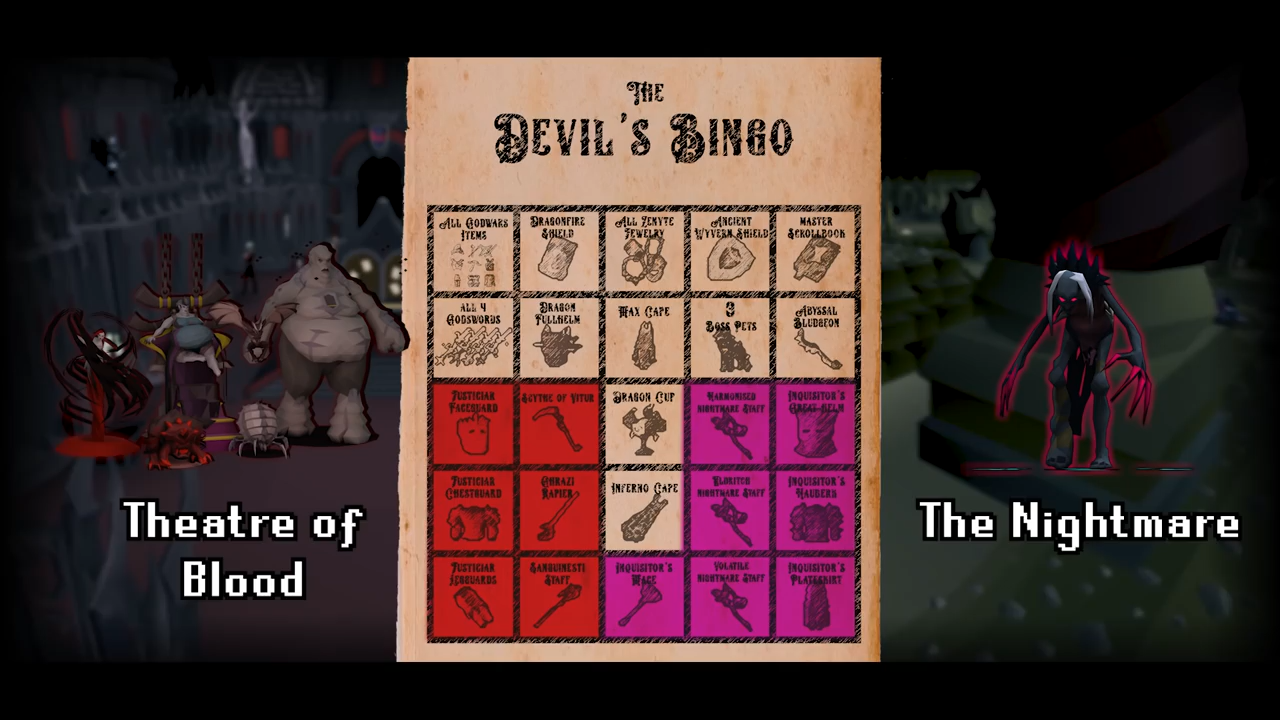 THE
DEVIL'S BINGO
ALL GODWARS
ITEMS
DRAGONFIRE
SHIELD
ALL ZENYTE
JEWELRY
ANCIENT
WYVERN SHIELD
MASTER
SCROLLBOOK
ALL 4
GODSWORDS
DRAGON
FULLHELM
MAX CAPE
BOSS PETS
ABYSSAL
BLUDGEON
JUSTICIAR
FACEGUARD
SCYTHE OF VITUR
DRAGON CUP
HARMONISED
NIGHTMARE STAFF
INQUISITOR'S
GREAT HELM
JUSTICIAR
CHESTGUARD
GHRAZI
RAPIER
INFERNO CAPE
ELDRITCH
NIGHTMARE STAFF
INQUISITOR'S
HAUBERK
JUSTICIAR
LEGGUARDS
SANGUINESTI
STAFF
INQUISITOR'S
MACE
VOLATILE
NIGHTMARE STAFF
INQUISITOR'S
PLATESKIRT
Theatre of
Blood
The Nightmare